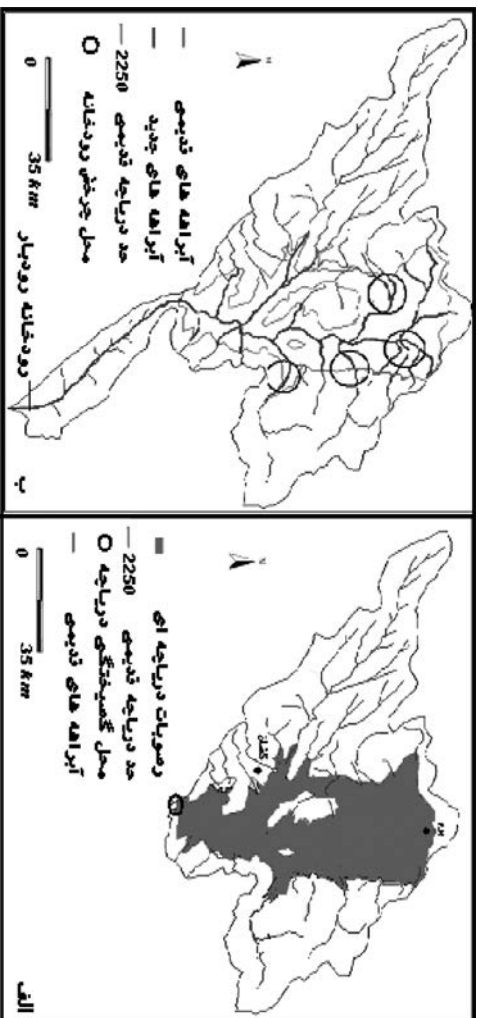 رسوبات دریاچه ای
2250 حد دریاچه قدیمی
محل گسیختگی دریاچه
آبراهه های قدیمی
0 35 km
الف
N
آبراهه های قدیمی
آبراهه های جدید
2250 حد دریاچه قدیمی
محل چرخش رودخانه
0 35 km
رودخانه رودبار
ب